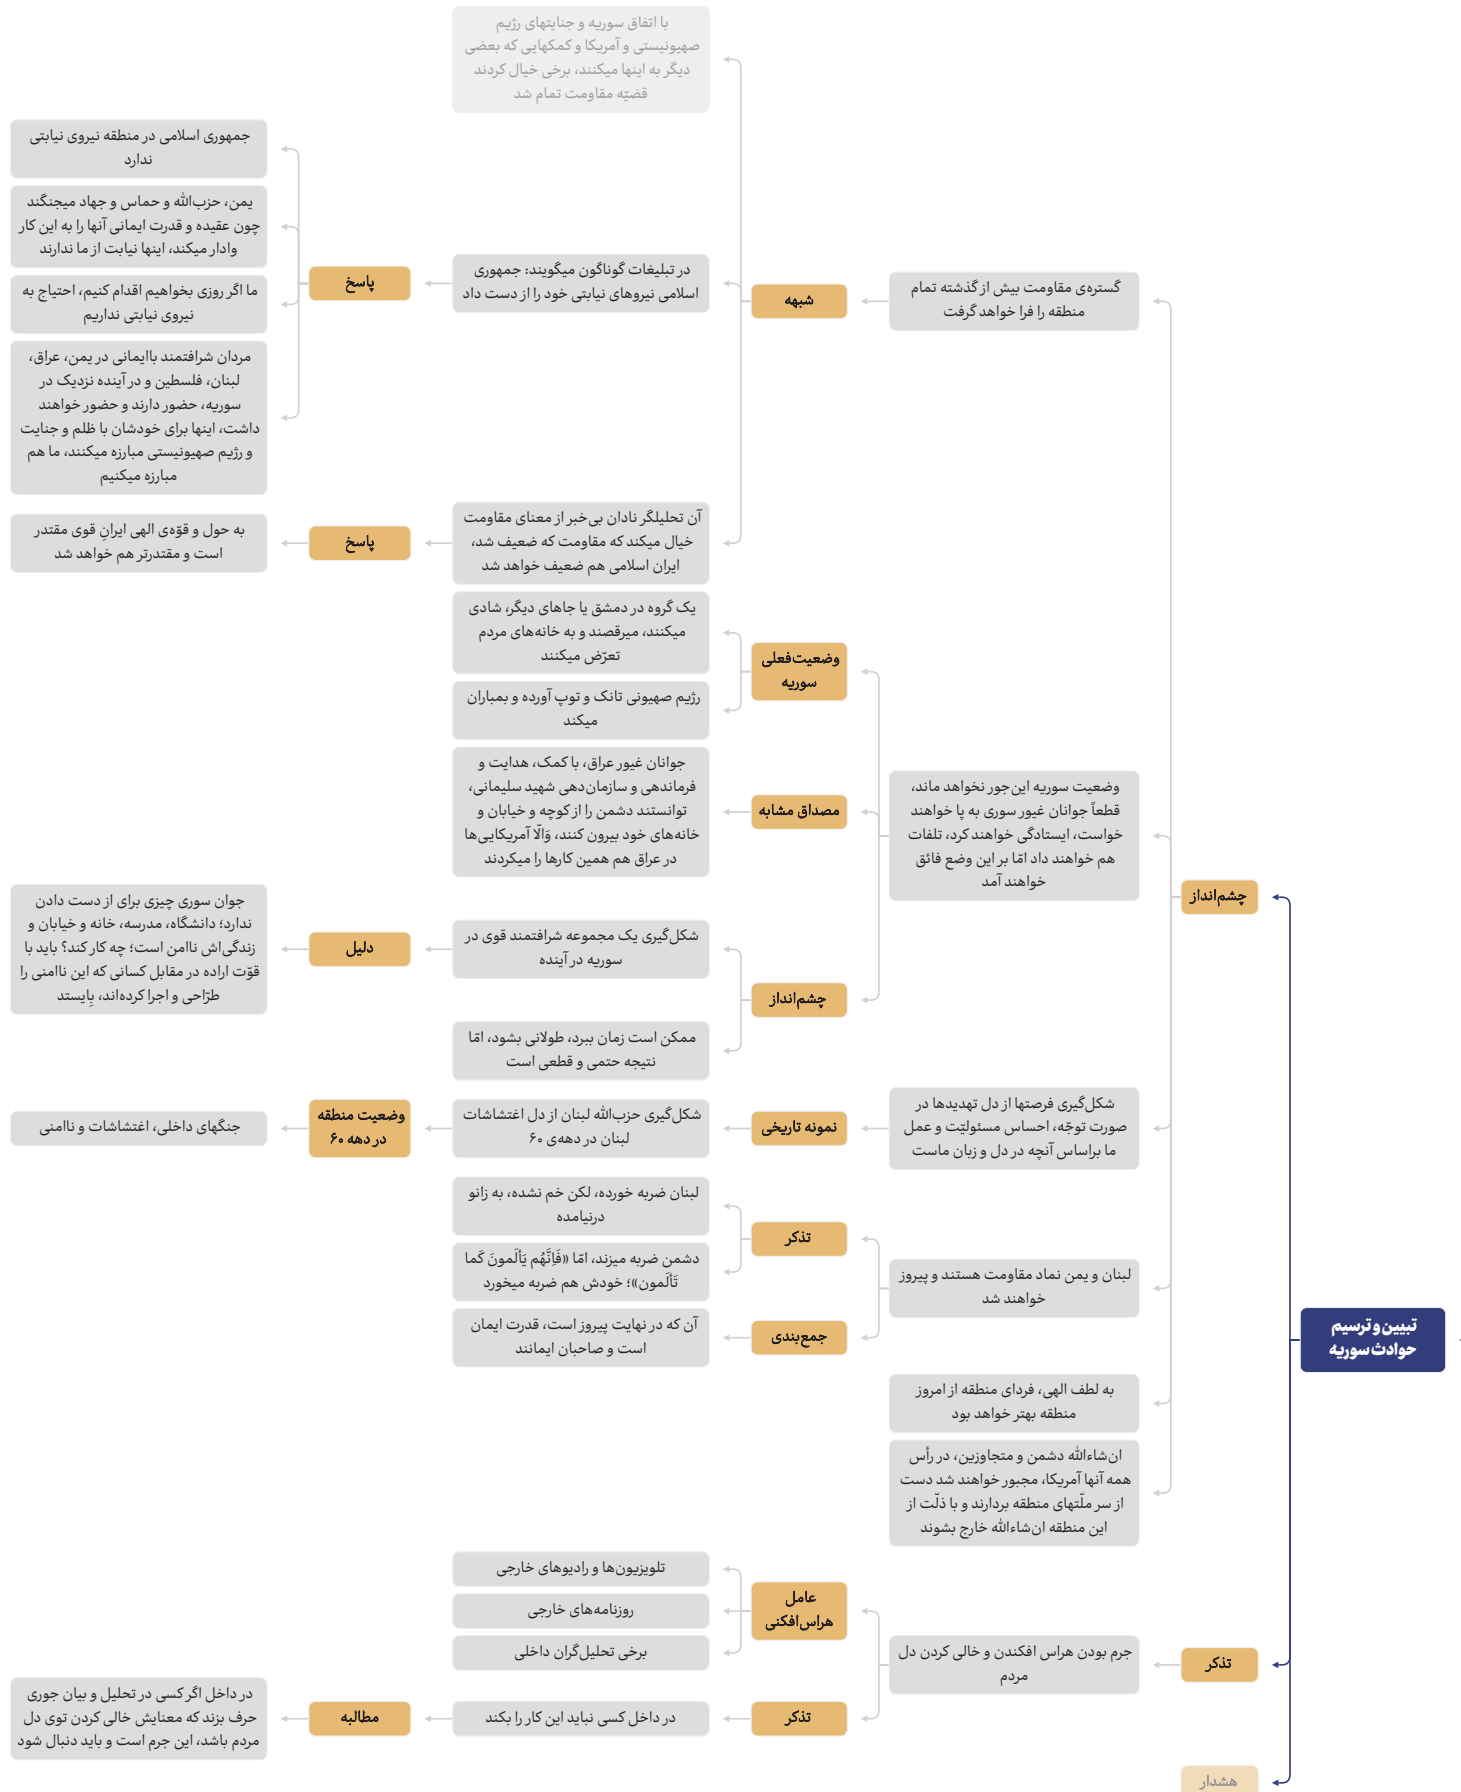 تبیین و ترسیم
حوادث سوریه
چشم‌انداز
گستره‌ی مقاومت بیش از گذشته تمام
منطقه را فرا خواهد گرفت
شبهه
با اتفاق سوریه و جنایتهای رژیم
صهیونیستی و آمریکا و کمکهایی که بعضی
دیگر به اینها میکنند، برخی خیال کردند
قضیّه مقاومت تمام شد
در تبلیغات گوناگون میگویند: جمهوری
اسلامی نیروهای نیابتی خود را از دست داد
پاسخ
جمهوری اسلامی در منطقه نیروی نیابتی
ندارد
یمن، حزب‌الله و حماس و جهاد میجنگند
چون عقیده و قدرت ایمانی آنها را به این کار
وادار میکند، اینها نیابت از ما ندارند
ما اگر روزی بخواهیم اقدام کنیم، احتیاج به
نیروی نیابتی نداریم
مردان شرافتمند باایمانی در یمن، عراق،
لبنان، فلسطین و در آینده نزدیک در
سوریه، حضور دارند و حضور خواهند
داشت، اینها برای خودشان با ظلم و جنایت
و رژیم صهیونیستی مبارزه میکنند، ما هم
مبارزه میکنیم
آن تحلیلگر نادان بی‌خبر از معنای مقاومت
خیال میکند که مقاومت که ضعیف شد،
ایران اسلامی هم ضعیف خواهد شد
پاسخ
به حول و قوّه‌ی الهی ایرانِ قوی مقتدر
است و مقتدرتر هم خواهد شد
وضعیت سوریه این‌جور نخواهد ماند،
قطعاً جوانان غیور سوری به پا خواهند
خواست، ایستادگی خواهند کرد، تلفات
هم خواهند داد امّا بر این وضع فائق
خواهند آمد
وضعیت‌فعلی
سوریه
یک گروه در دمشق یا جاهای دیگر، شادی
میکنند، میرقصند و به خانه‌های مردم
تعرّض میکنند
رژیم صهیونی تانک و توپ آورده و بمباران
میکند
مصداق مشابه
جوانان غیور عراق، با کمک، هدایت و
فرماندهی و سازمان‌دهی شهید سلیمانی،
توانستند دشمن را از کوچه و خیابان و
خانه‌های خود بیرون کنند، وَالّا آمریکایی‌ها
در عراق هم همین کارها را میکردند
چشم‌انداز
شکل‌گیری یک مجموعه شرافتمند قوی در
سوریه در آینده
دلیل
جوان سوری چیزی برای از دست دادن
ندارد؛ دانشگاه، مدرسه، خانه و خیابان و
زندگی‌اش ناامن است؛ چه کار کند؟ باید با
قوّت اراده در مقابل کسانی که این ناامنی را
طرّاحی و اجرا کرده‌اند، بِایستد
ممکن است زمان ببرد، طولانی بشود، امّا
نتیجه حتمی و قطعی است
شکل‌گیری فرصتها از دل تهدیدها در
صورت توجّه، احساس مسئولیّت و عمل
ما براساس آنچه در دل و زبان ماست
نمونه تاریخی
شکل‌گیری حزب‌الله لبنان از دل اغتشاشات
لبنان در دهه‌ی ۶۰
وضعیت منطقه
در دهه ۶۰
جنگهای داخلی، اغتشاشات و ناامنی
لبنان و یمن نماد مقاومت هستند و پیروز
خواهند شد
تذکر
لبنان ضربه خورده، لکن خم نشده، به زانو
درنیامده
دشمن ضربه میزند، امّا «فَاِنَّهُم یَألَمونَ کَما
تَألَمون»؛ خودش هم ضربه میخورد
جمع‌بندی
آن که در نهایت پیروز است، قدرت ایمان
است و صاحبان ایمانند
به لطف الهی، فردای منطقه از امروز
منطقه بهتر خواهد بود
ان‌شاءالله دشمن و متجاوزین، در رأس
همه آنها آمریکا، مجبور خواهند شد دست
از سر ملّتهای منطقه بردارند و با ذلّت از
این منطقه ان‌شاءالله خارج بشوند
تذکر
جرم بودن هراس افکندن و خالی کردن دل
مردم
عامل
هراس‌افکنی
تلویزیون‌ها و رادیوهای خارجی
روزنامه‌های خارجی
برخی تحلیل‌گران داخلی
تذکر
در داخل کسی نباید این کار را بکند
مطالبه
در داخل اگر کسی در تحلیل و بیان جوری
حرف بزند که معنایش خالی کردن توی دل
مردم باشد، این جرم است و باید دنبال شود
هشدار